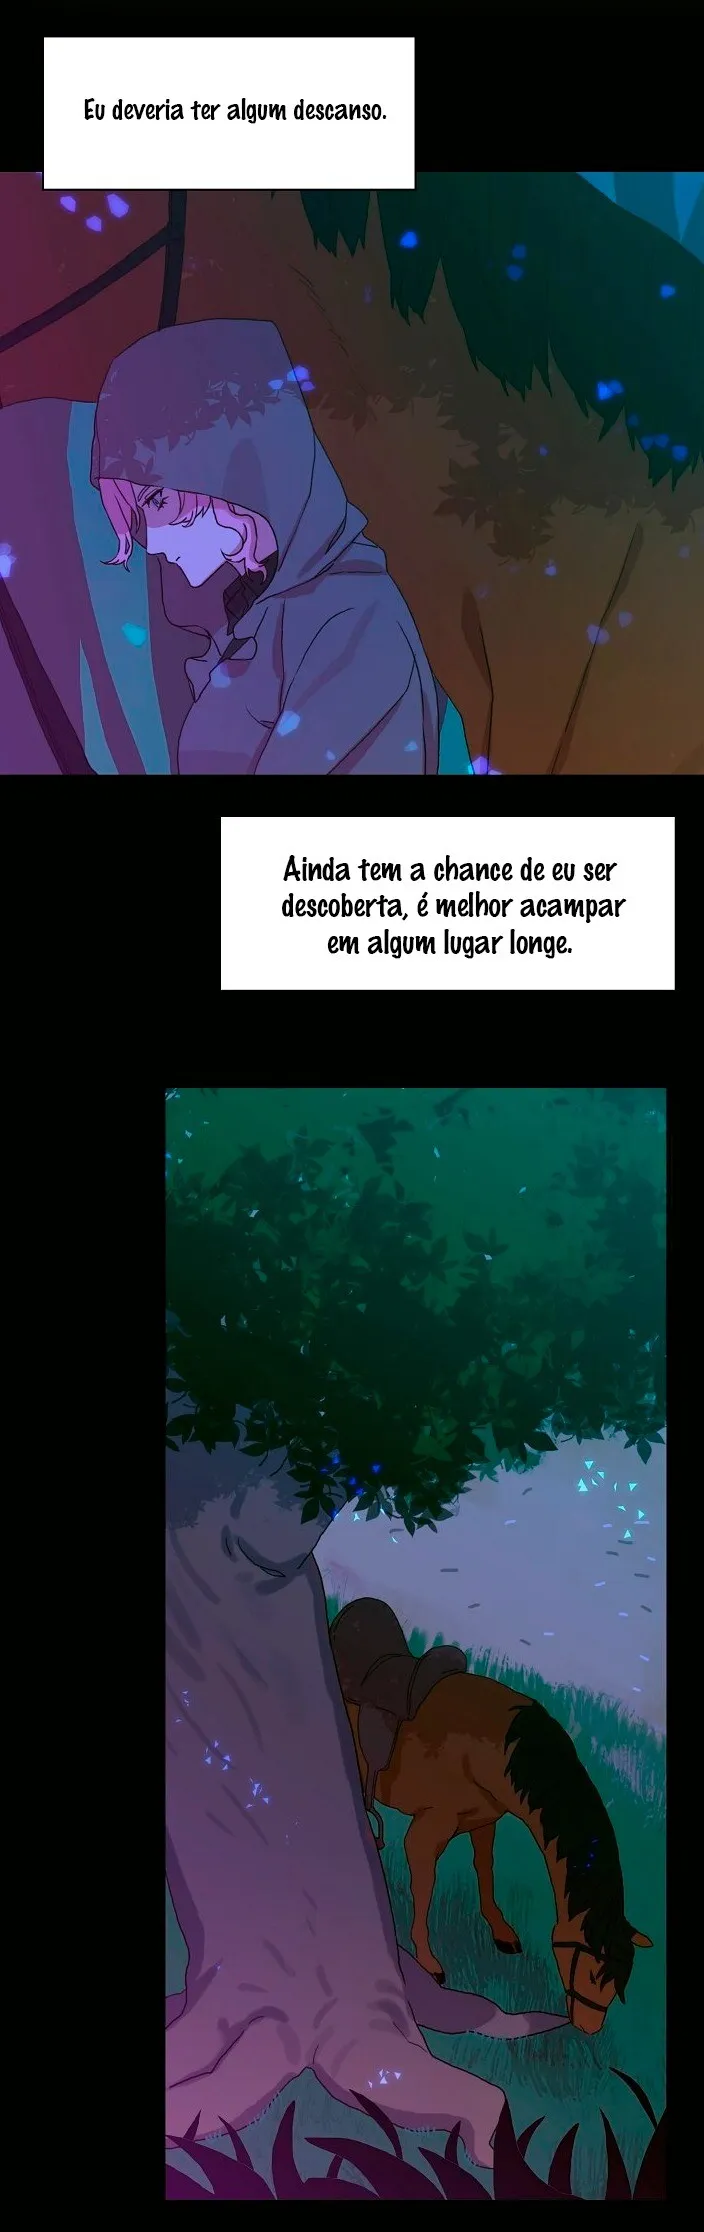 Eu deveria ter algum descanso.
Ainda tem a chance de eu ser
descoberta, é melhor acampar
em algum lugar longe.